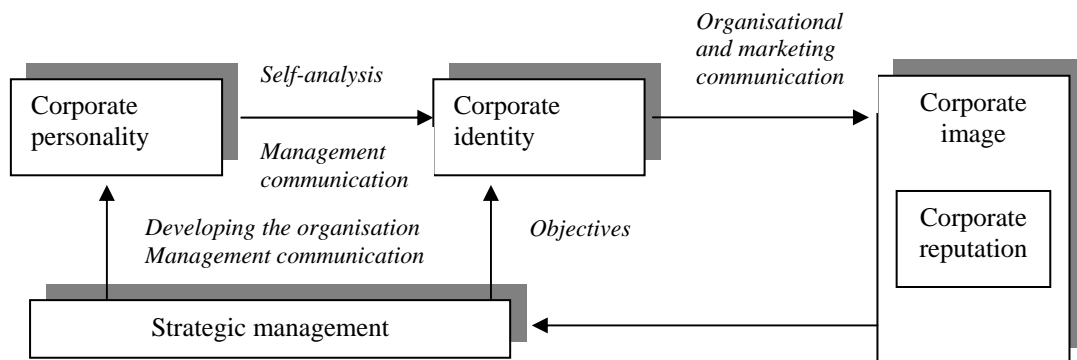 Organisational
and marketing
communication
Self-analysis
Corporate
personality
Corporate
identity
Corporate
image
Management
communication
Corporate
reputation
Developing the organisation
Management communication
Objectives
Strategic management